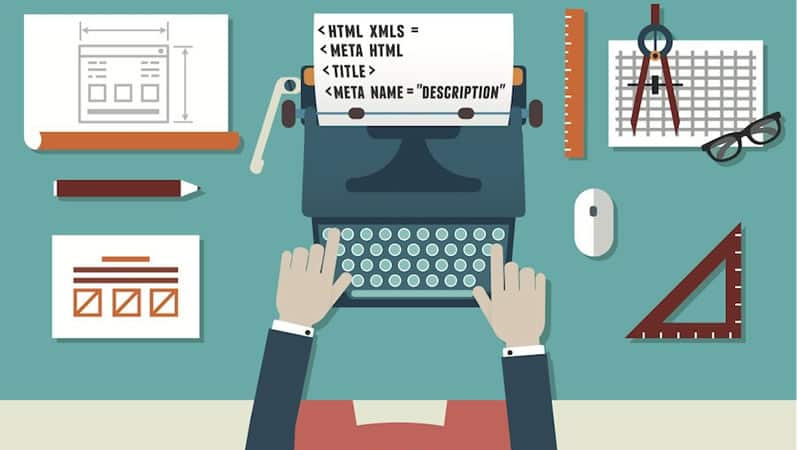 <HTML XMLS =
<META HTML
<TITLE>
<META NAME = "DESCRIPTION"